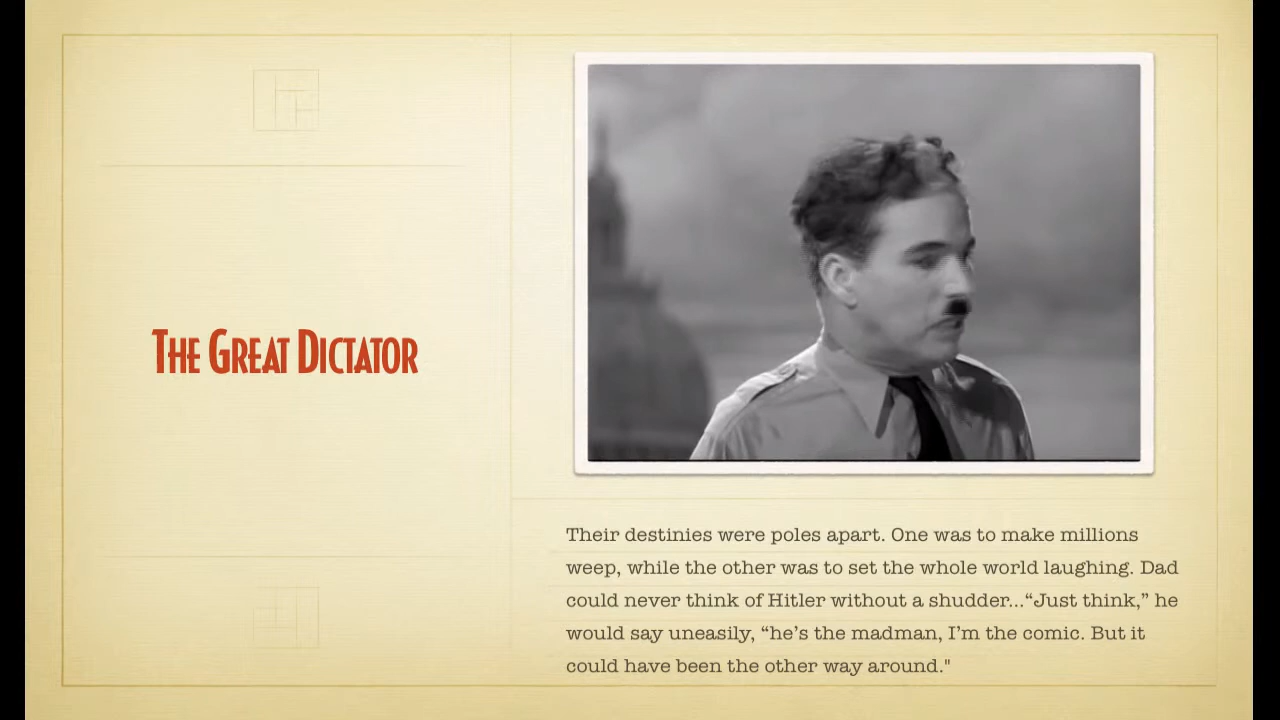 The Great Dictator
Their destinies were poles apart. One was to make millions
weep, while the other was to set the whole world laughing. Dad
could never think of Hitler without a shudder...“Just think,” he
would say uneasily, “he’s the madman, I’m the comic. But it
could have been the other way around."